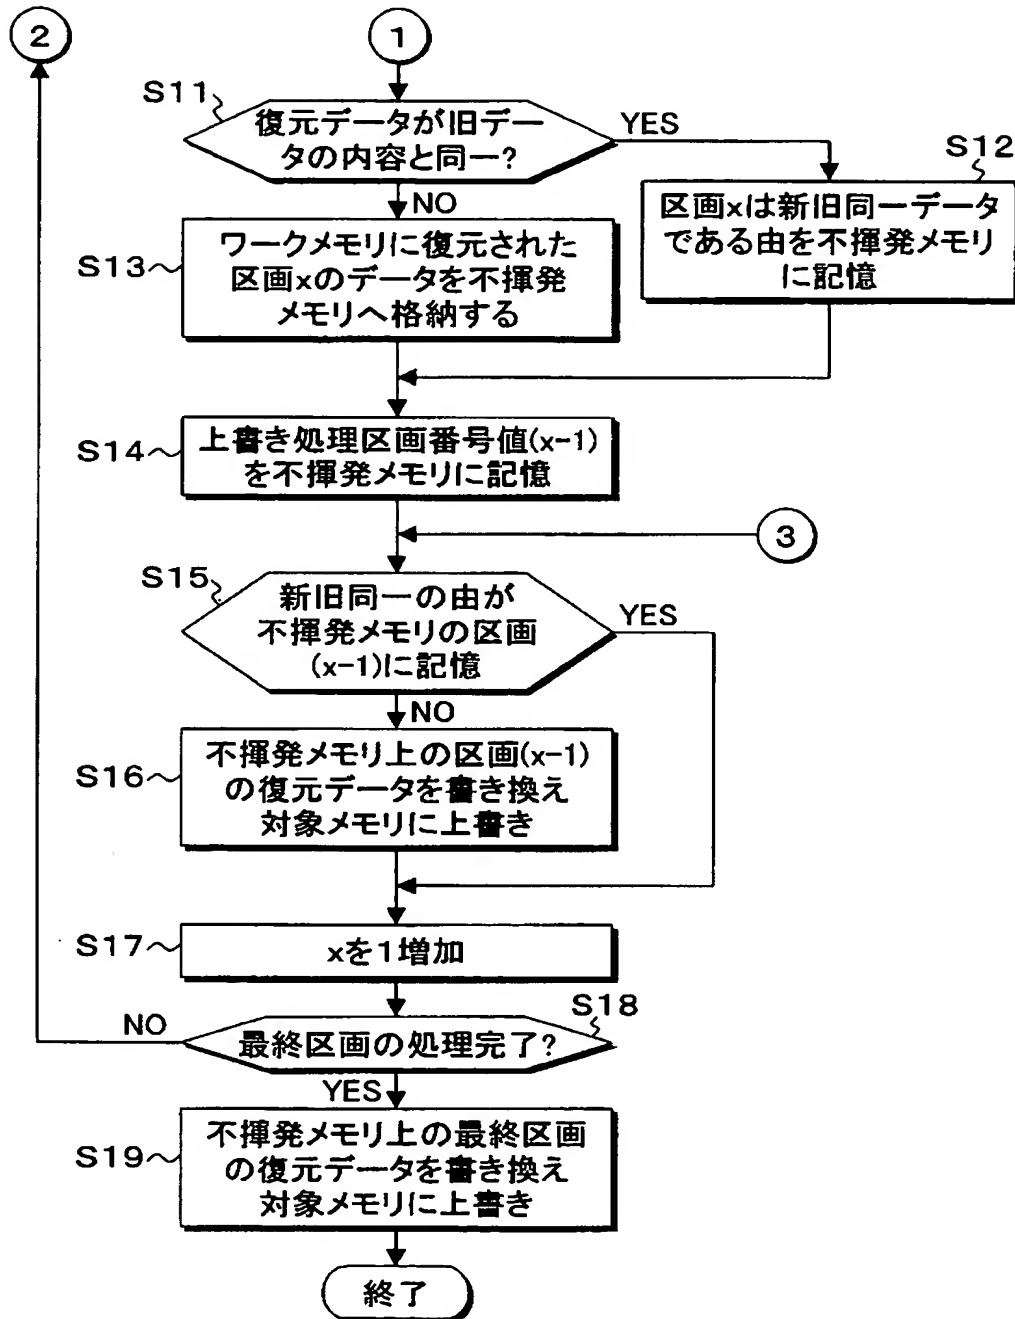 2
1
S11
復元データが旧デー
タの内容と同一?
YES
S12
区画xは新旧同一データ
である由を不揮発メモリ
に記憶
NO
S13
ワークメモリに復元された
区画xのデータを不揮発
メモリへ格納する
S14
上書き処理区画番号値(x-1)
を不揮発メモリに記憶
3
S15
新旧同一の由が
不揮発メモリの区画
(x-1)に記憶
YES
NO
S16
不揮発メモリ上の区画(x-1)
の復元データを書き換え
対象メモリに上書き
S17
xを1増加
S18
NO
最終区画の処理完了?
YES
S19
不揮発メモリ上の最終区画
の復元データを書き換え
対象メモリに上書き
終了